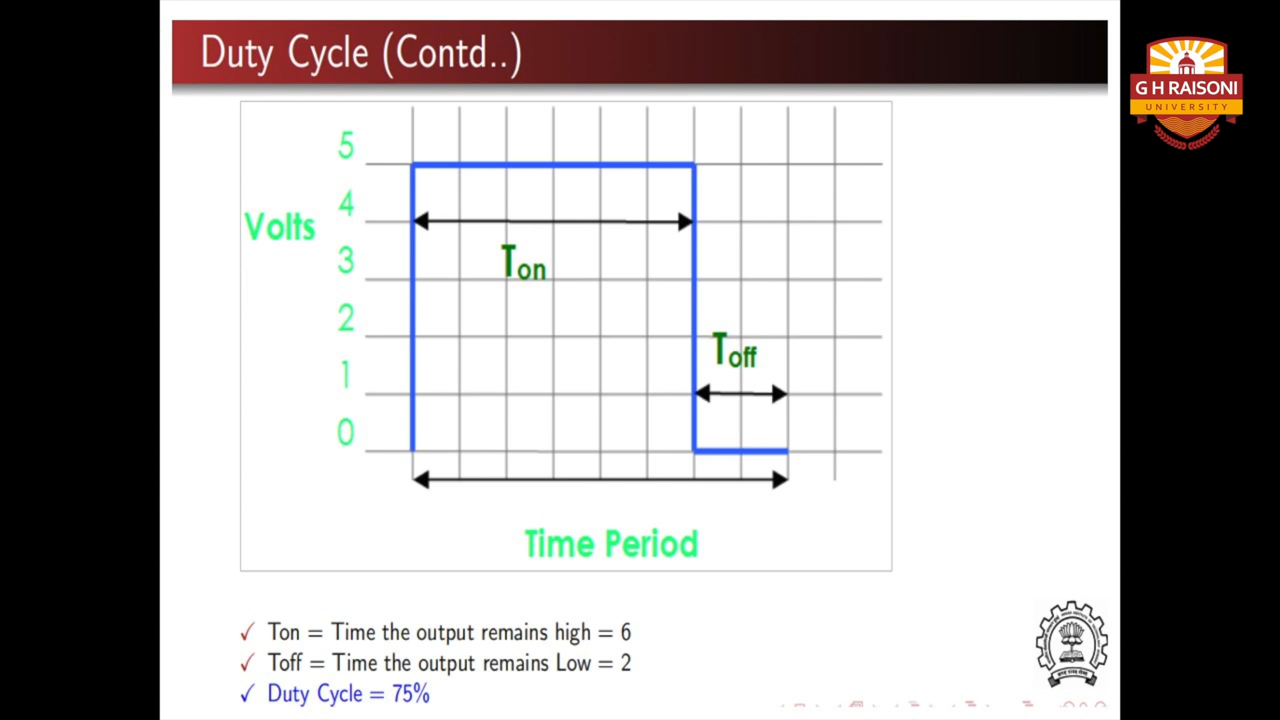 Duty Cycle (Contd..)
G H RAISONI
UNIVERSITY
5
4
Volts
3
Ton
2
Toff
1
0
Time Period
✓ Ton = Time the output remains high = 6
✓ Toff = Time the output remains Low = 2
✓ Duty Cycle = 75%